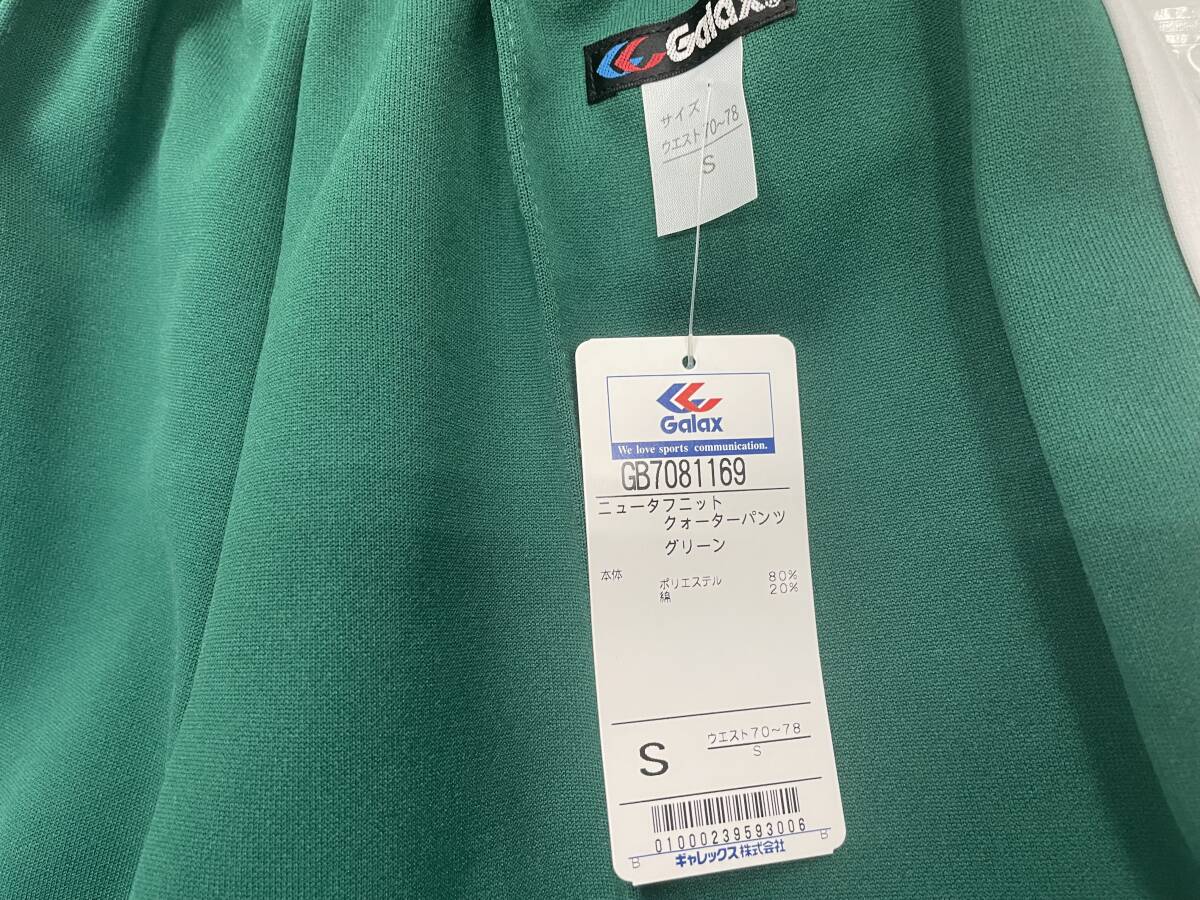 Galax®
サイズ
ウエスト70~78
S
Galax
We love sports communication.
GB7081169
ニュータフニット
クォーターパンツ
グリーン
本体 ポリエステル 80%
綿 20%
S ウエスト70~78
S
01000239593006
B B
ギャレックス株式会社